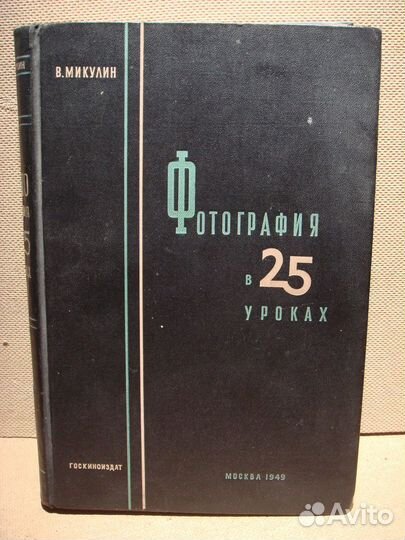 В. МИКУЛИН
ФОТОГРАФИЯ
В 25
УРОКАХ
ГОСКИНОИЗДАТ
МОСКВА 1949
Avito